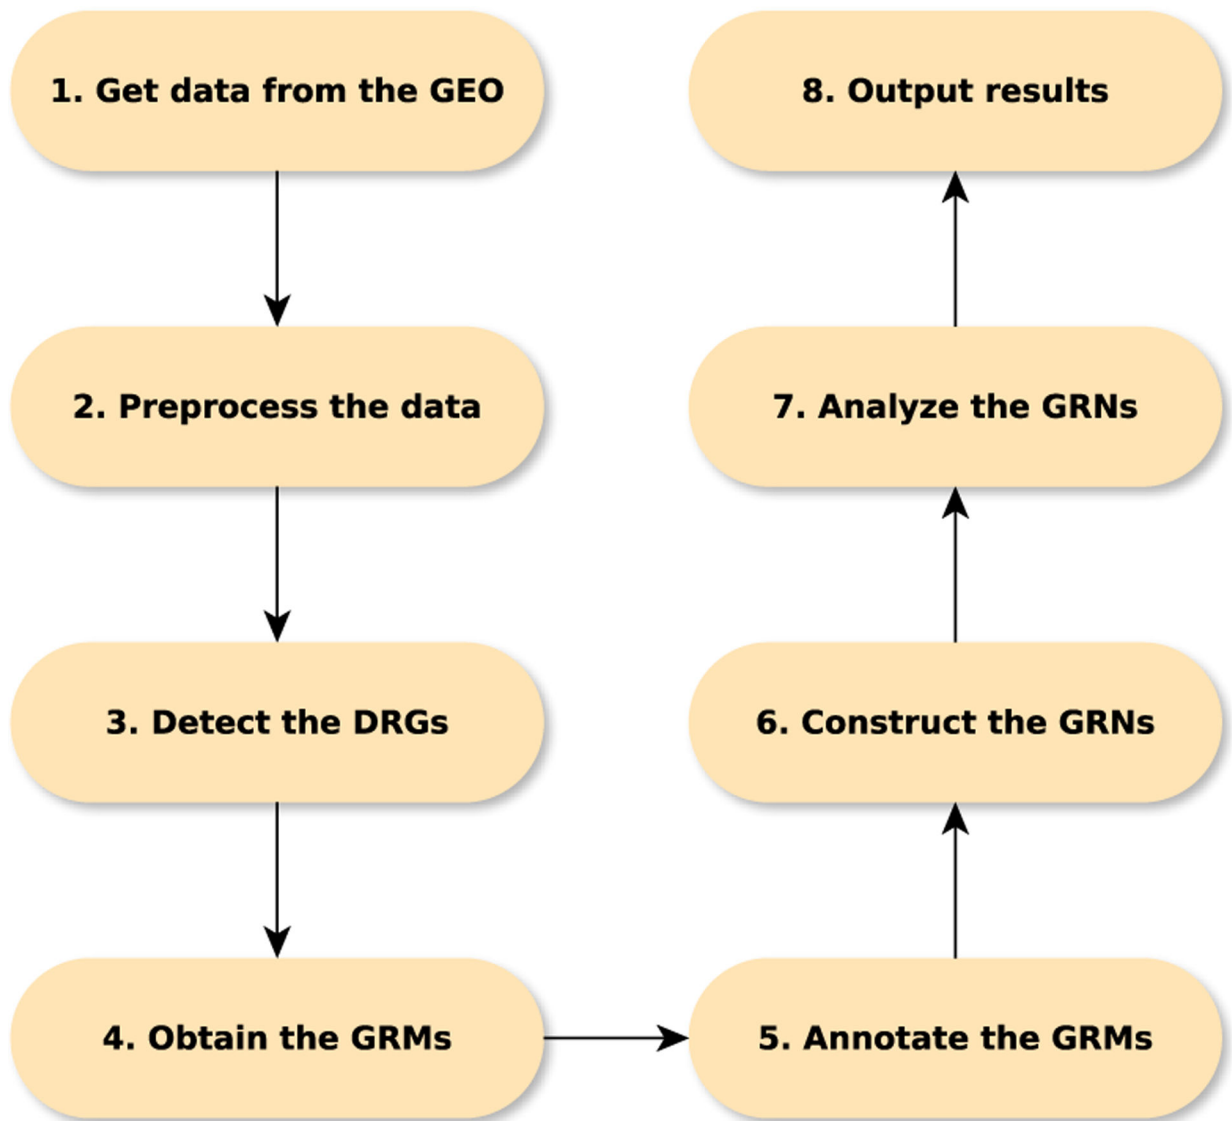 1. Get data from the GEO
2. Preprocess the data
3. Detect the DRGs
4. Obtain the GRMs
5. Annotate the GRMs
6. Construct the GRNs
7. Analyze the GRNs
8. Output results